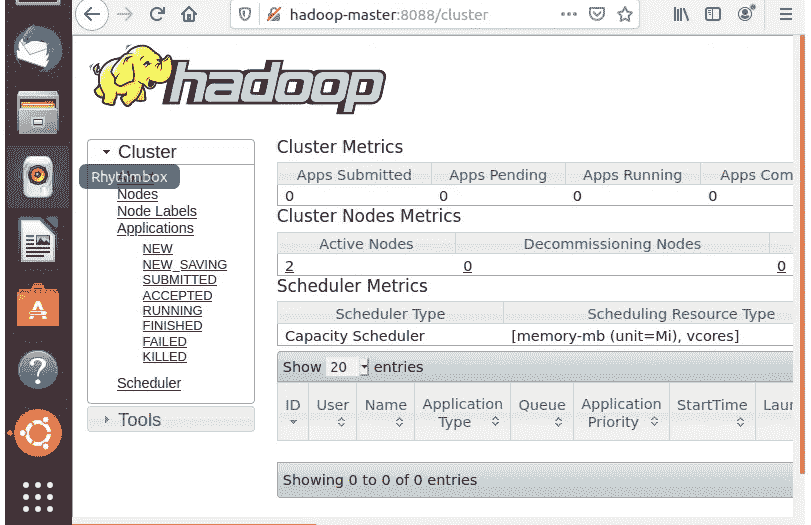 hadoop-master:8088/cluster
hadoop
Cluster
Rhythmbox
Nodes
Node Labels
Applications
NEW
NEW_SAVING
SUBMITTED
ACCEPTED
RUNNING
FINISHED
FAILED
KILLED
Scheduler
Tools
Cluster Metrics
Apps Submitted Apps Pending Apps Running Apps Com
0 0 0 0
Cluster Nodes Metrics
Active Nodes Decommissioning Nodes
2 0 0
Scheduler Metrics
Scheduler Type Scheduling Resource Type
Capacity Scheduler [memory-mb (unit=Mi), vcores]
Show 20 entries
ID User Name Application Type Queue Application Priority StartTime Laun
Showing 0 to 0 of 0 entries